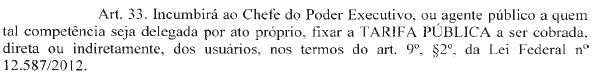 Art. 33. Incumbirá ao Chefe do Poder Executivo, ou agente público a quem
tal competência seja delegada por ato próprio, fixar a TARIFA PÚBLICA a ser cobrada,
direta ou indiretamente, dos usuários, nos termos do art. 9º, §2º, da Lei Federal nº
12.587/2012.